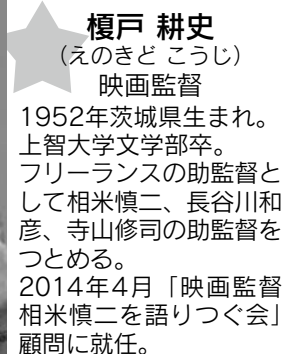 榎戸 耕史
（えのきど こうじ）
映画監督
1952年茨城県生まれ。
上智大学文学部卒。
フリーランスの助監督と
して相米慎二、長谷川和
彦、寺山修司の助監督を
つとめる。
2014年4月「映画監督
相米慎二を語りつぐ会」
顧問に就任。